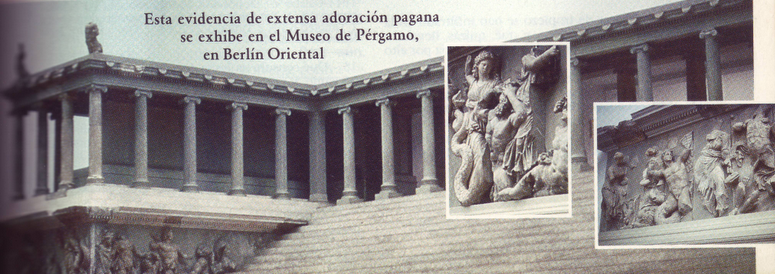 Esta evidencia de extensa adoración pagana
se exhibe en el Museo de Pérgamo,
en Berlín Oriental